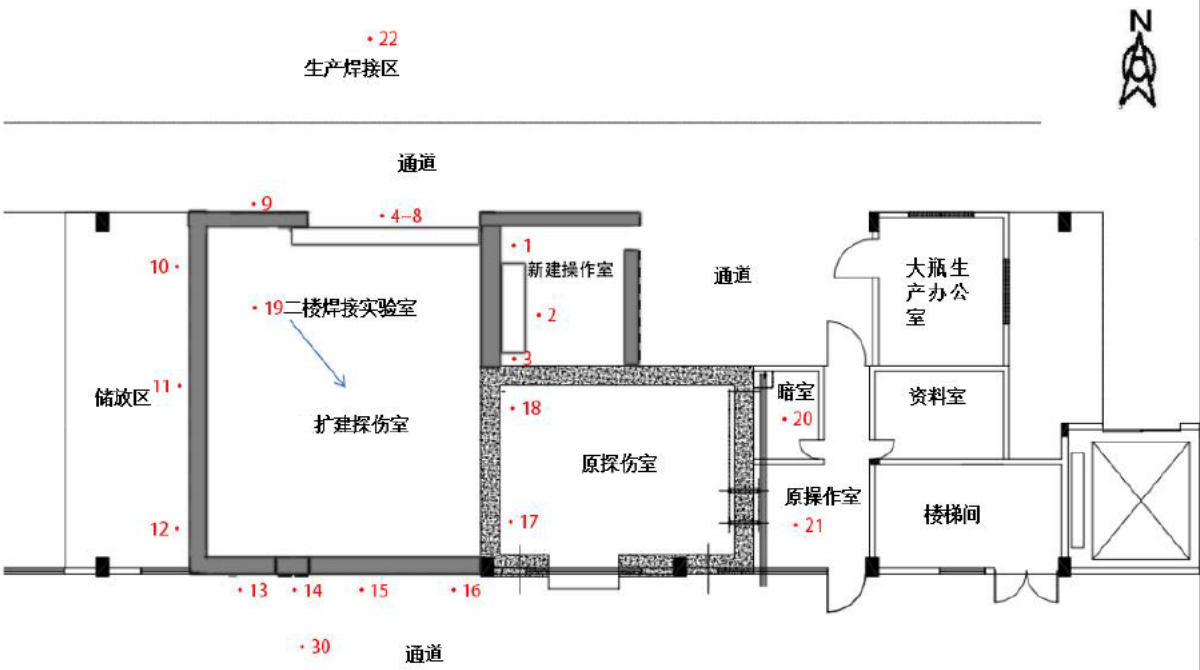 N
22
生产焊接区
通道
9
4-8
1
新建操作室
通道
大瓶生
产办公
室
10
19
二楼焊接实验室
2
3
储放区
11
扩建探伤室
18
暗室
20
资料室
原探伤室
12
17
原操作室
21
楼梯间
13
14
15
16
30
通道